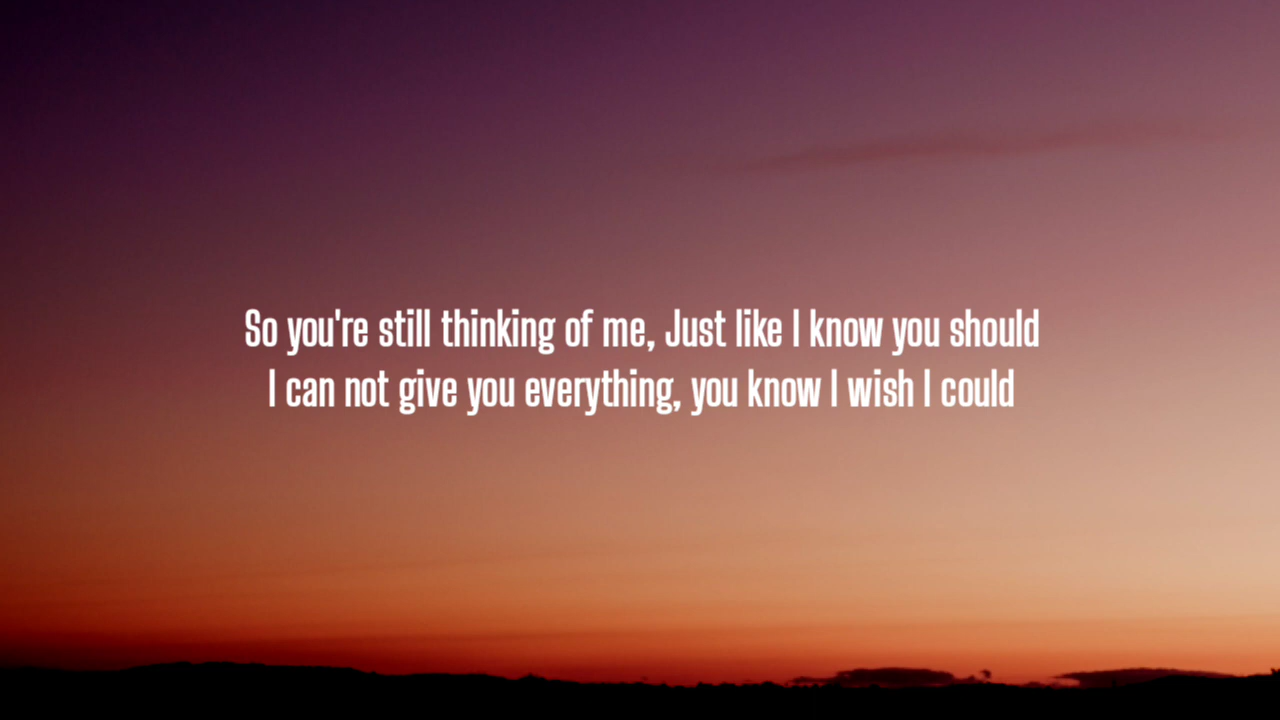 So you're still thinking of me, Just like I know you should
I can not give you everything, you know I wish I could